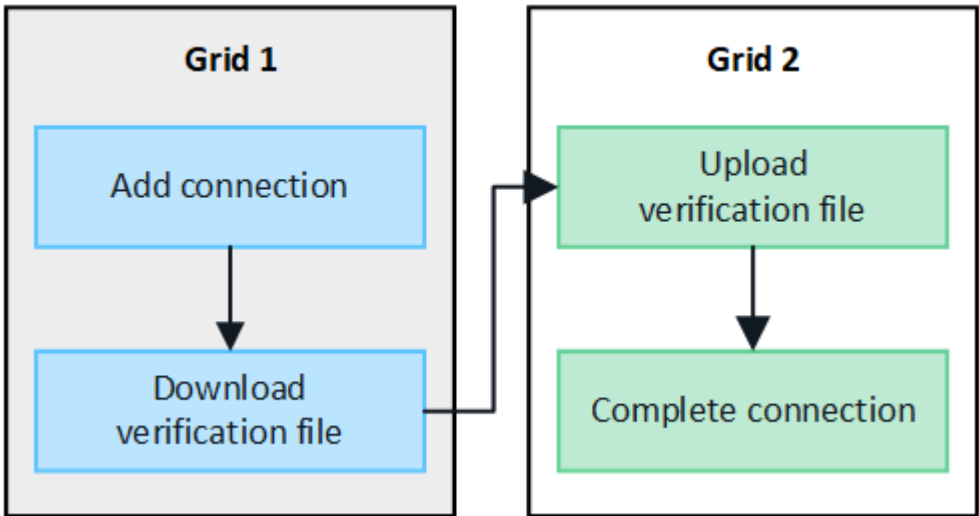 Grid 1
Add connection
Download
verification file
Grid 2
Upload
verification file
Complete connection